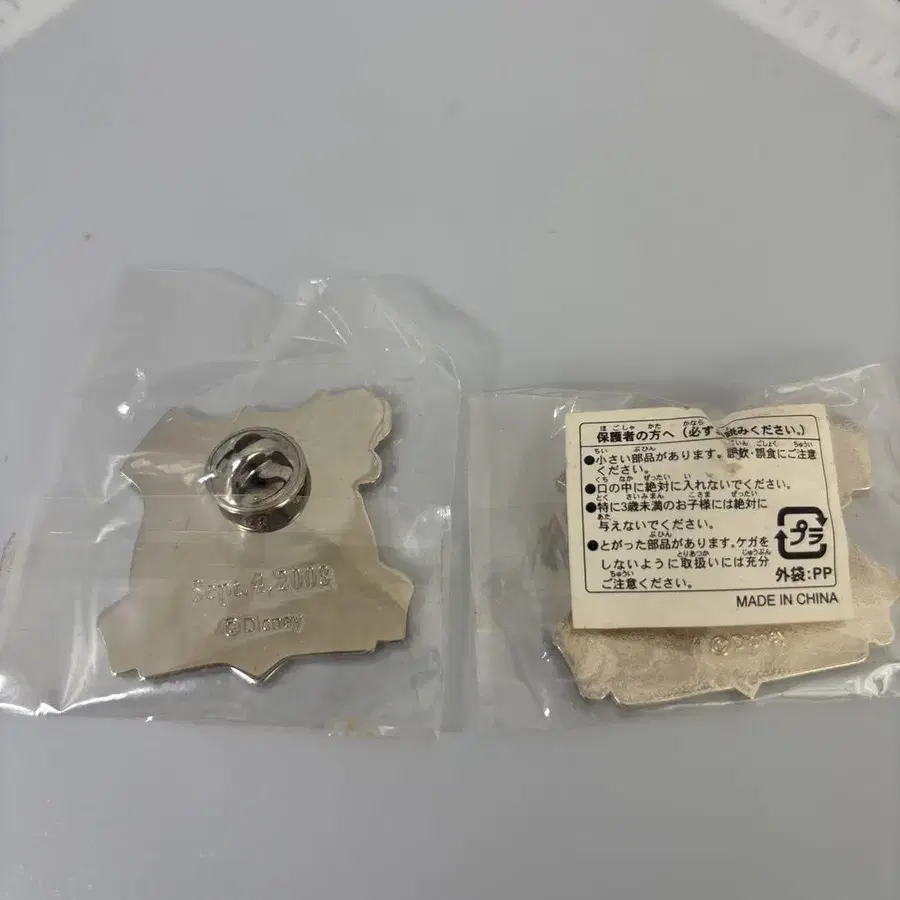 Sept. 4, 2002
©Disney
保護者の方へ (必ず お読みください。)
●小さい部品があります。誤飲・誤食にご注意
ください。
●口の中に絶対に入れないでください。
●特に3歳未満のお子様には絶対に
与えないでください。
●とがった部品があります。ケガを
しないように取扱いには充分
ご注意ください。
プラ
外袋:PP
MADE IN CHINA
©Disney